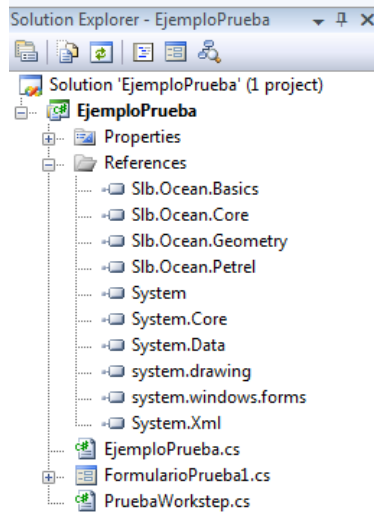 Solution Explorer - EjemploPrueba
Solution 'EjemploPrueba' (1 project)
EjemploPrueba
Properties
References
Slb.Ocean.Basics
Slb.Ocean.Core
Slb.Ocean.Geometry
Slb.Ocean.Petrel
System
System.Core
System.Data
system.drawing
system.windows.forms
System.Xml
EjemploPrueba.cs
FormularioPrueba1.cs
PruebaWorkstep.cs